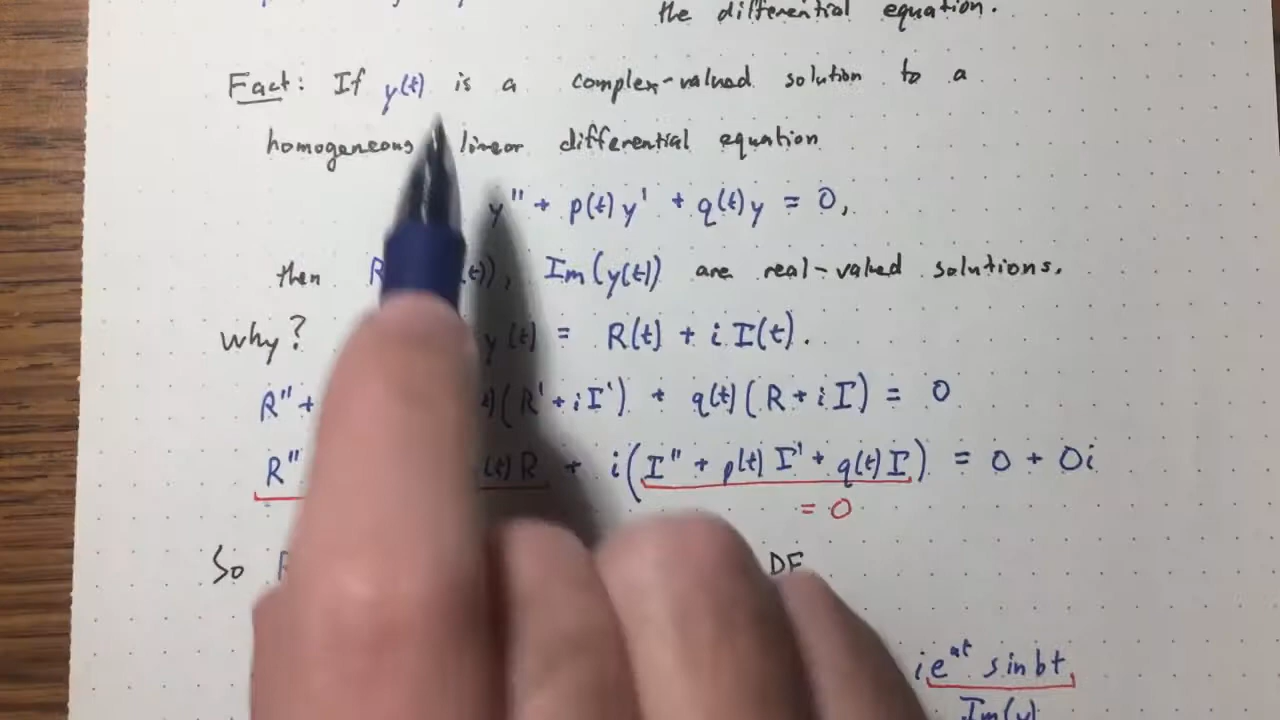 the differential equation.
Fact: If y(t) is a complex-valued solution to a
homogeneous linear differential equation
y" + p(t) y' + q(t) y = 0,
then Im(y(t)) are real-valued solutions.
Why? y(t) = R(t) + i I(t).
R" + (R' + i I') + q(t)(R + i I) = 0
R" (t) R + i(I" + p(t) I' + q(t) I) = 0 + 0i
= 0
So DE
i e^at sin bt
Im(y)